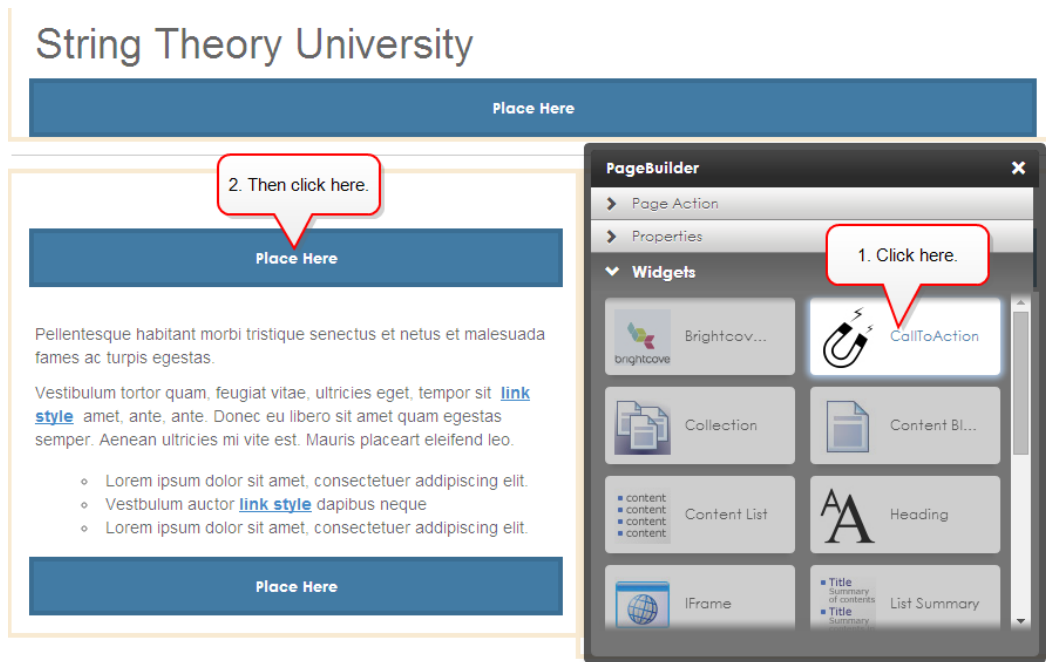 String Theory University
Place Here
2. Then click here.
Place Here
Pellentesque habitant morbi tristique senectus et netus et malesuada
fames ac turpis egestas.
Vestibulum tortor quam, feugiat vitae, ultricies eget, tempor sit link
style amet, ante, ante. Donec eu libero sit amet quam egestas
semper. Aenean ultricies mi vite est. Mauris placeart eleifend leo.
Lorem ipsum dolor sit amet, consectetuer addipiscing elit.
Vestbulum auctor link style dapibus neque
Lorem ipsum dolor sit amet, consectetuer addipiscing elit.
Place Here
PageBuilder
Page Action
Properties
1. Click here.
Widgets
brightcove
Brightcov...
CallToAction
Collection
Content Bl...
content
content
content
content
Content List
AA
Heading
IFrame
Title
Summary
of contents
Title
Summary
List Summary